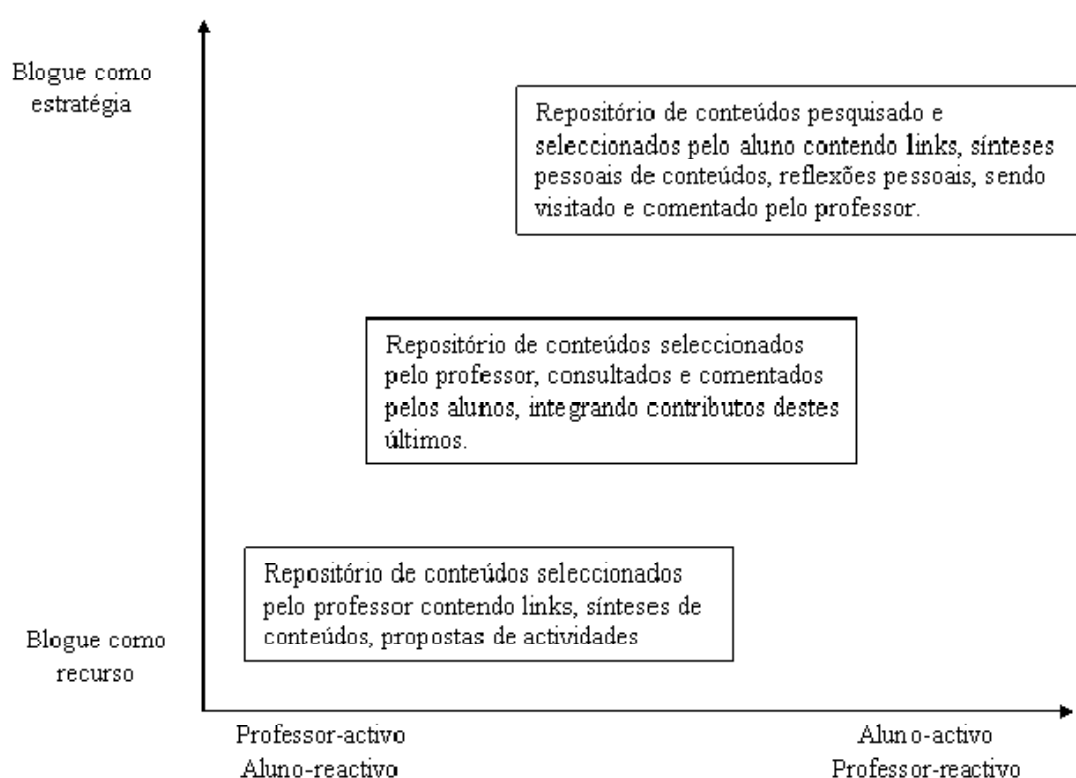 Blogue como
estratégia
Repositório de conteúdos pesquisado e
seleccionados pelo aluno contendo links, sínteses
pessoais de conteúdos, reflexões pessoais, sendo
visitado e comentado pelo professor.
Repositório de conteúdos seleccionados
pelo professor, consultados e comentados
pelos alunos, integrando contributos destes
últimos.
Repositório de conteúdos seleccionados
pelo professor contendo links, sínteses de
conteúdos, propostas de actividades
Blogue como
recurso
Professor-activo
Aluno-reactivo
Aluno-activo
Professor-reactivo